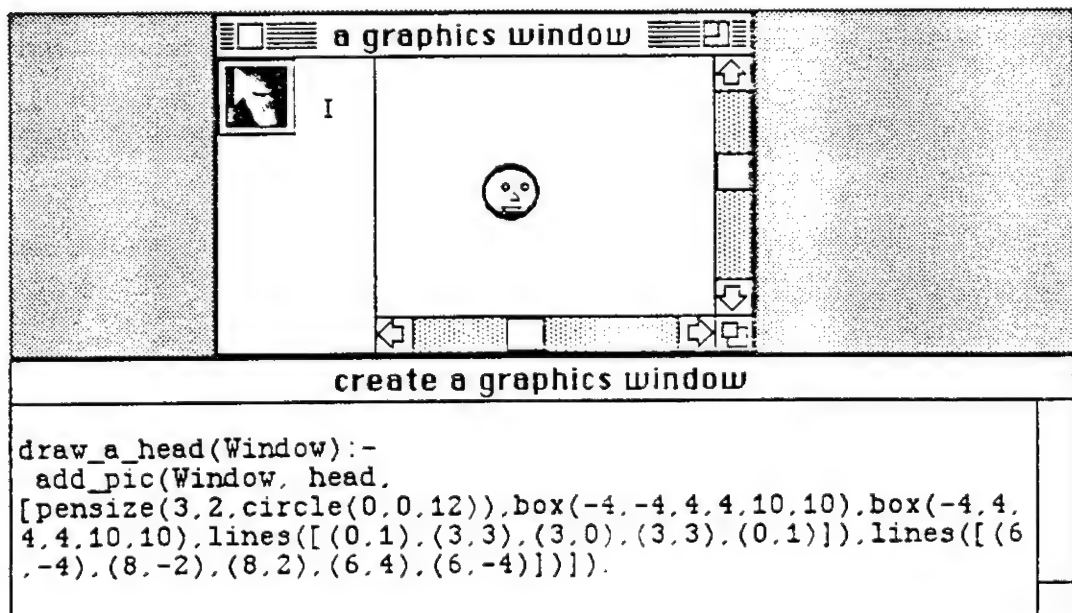 a graphics window
I
create a graphics window
draw_a_head(Window):-
add_pic(Window, head,
[pensize(3,2,circle(0,0,12)),box(-4,-4,4,4,10,10),box(-4,4,
4,4,10,10),lines([(0,1),(3,3),(3,0),(3,3),(0,1)]),lines([(6
,-4),(8,-2),(8,2),(6,4),(6,-4)])]).